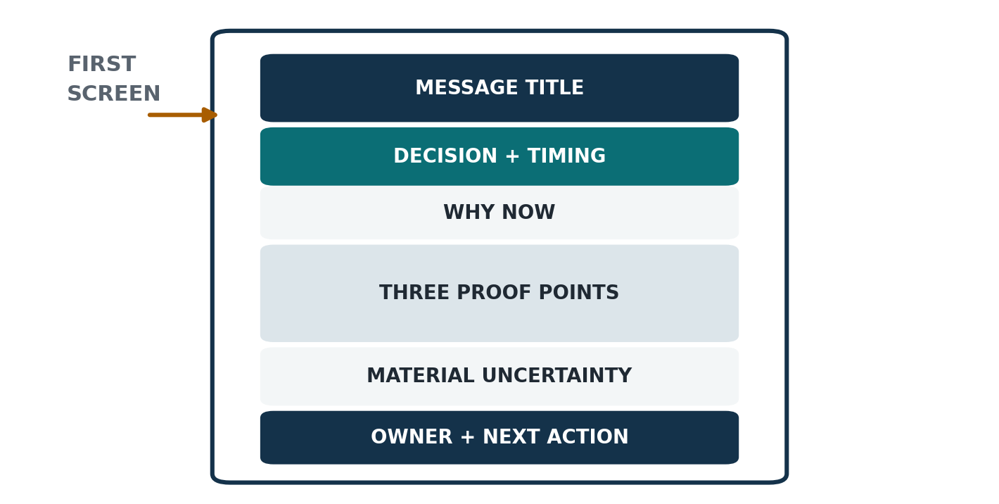 FIRST
SCREEN
MESSAGE TITLE
DECISION + TIMING
WHY NOW
THREE PROOF POINTS
MATERIAL UNCERTAINTY
OWNER + NEXT ACTION